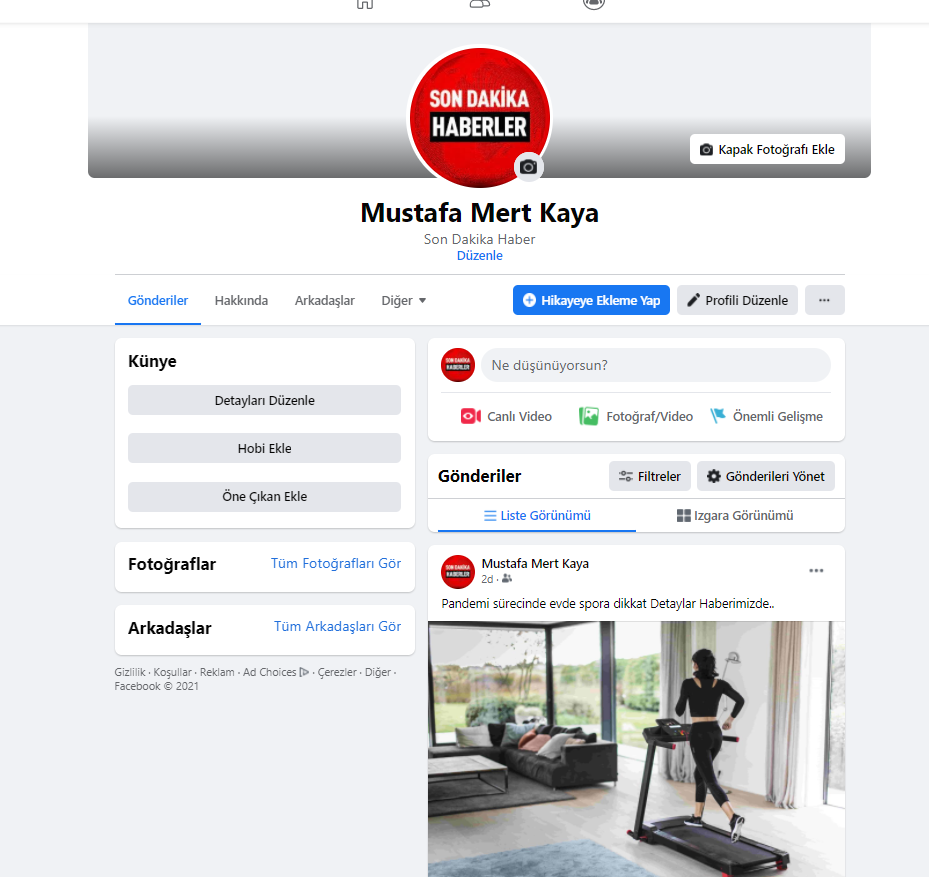 SON DAKİKA
HABERLER
Kapak Fotoğrafı Ekle
Mustafa Mert Kaya
Son Dakika Haber
Düzenle
Gönderiler
Hakkında
Arkadaşlar
Diğer
Hikayeye Ekleme Yap
Profili Düzenle
Künye
Detayları Düzenle
Hobi Ekle
Öne Çıkan Ekle
Fotoğraflar
Tüm Fotoğrafları Gör
Arkadaşlar
Tüm Arkadaşları Gör
Gizlilik · Koşullar · Reklam · Ad Choices · Çerezler · Diğer ·
Facebook © 2021
SON DAKİKA
HABERLER
Ne düşünüyorsun?
Canlı Video
Fotoğraf/Video
Önemli Gelişme
Gönderiler
Filtreler
Gönderileri Yönet
Liste Görünümü
Izgara Görünümü
SON DAKİKA
HABERLER
Mustafa Mert Kaya
2d ·
Pandemi sürecinde evde spora dikkat Detaylar Haberimizde..